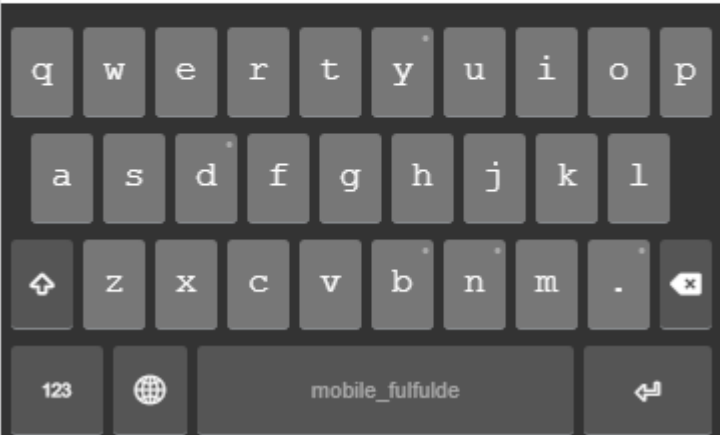 q w e r t y u i o p
a s d f g h j k l
z x c v b n m .
123 mobile_fulfulde